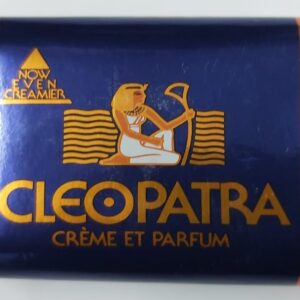 NOW
EVEN
CREAMIER
CLEOPATRA
CRÈME ET PARFUM